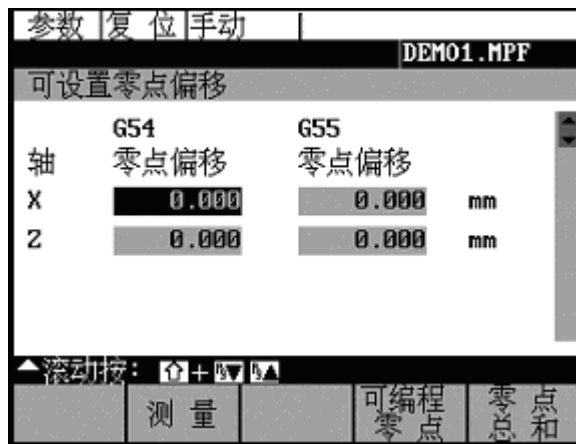 参数 复 位 手动
DEMO1.MPF
可设置零点偏移
G54 G55
轴 零点偏移 零点偏移
X 0.000 0.000 mm
Z 0.000 0.000 mm
滚动按: ⇧+
测 量 可编程零 点 零 点总 和